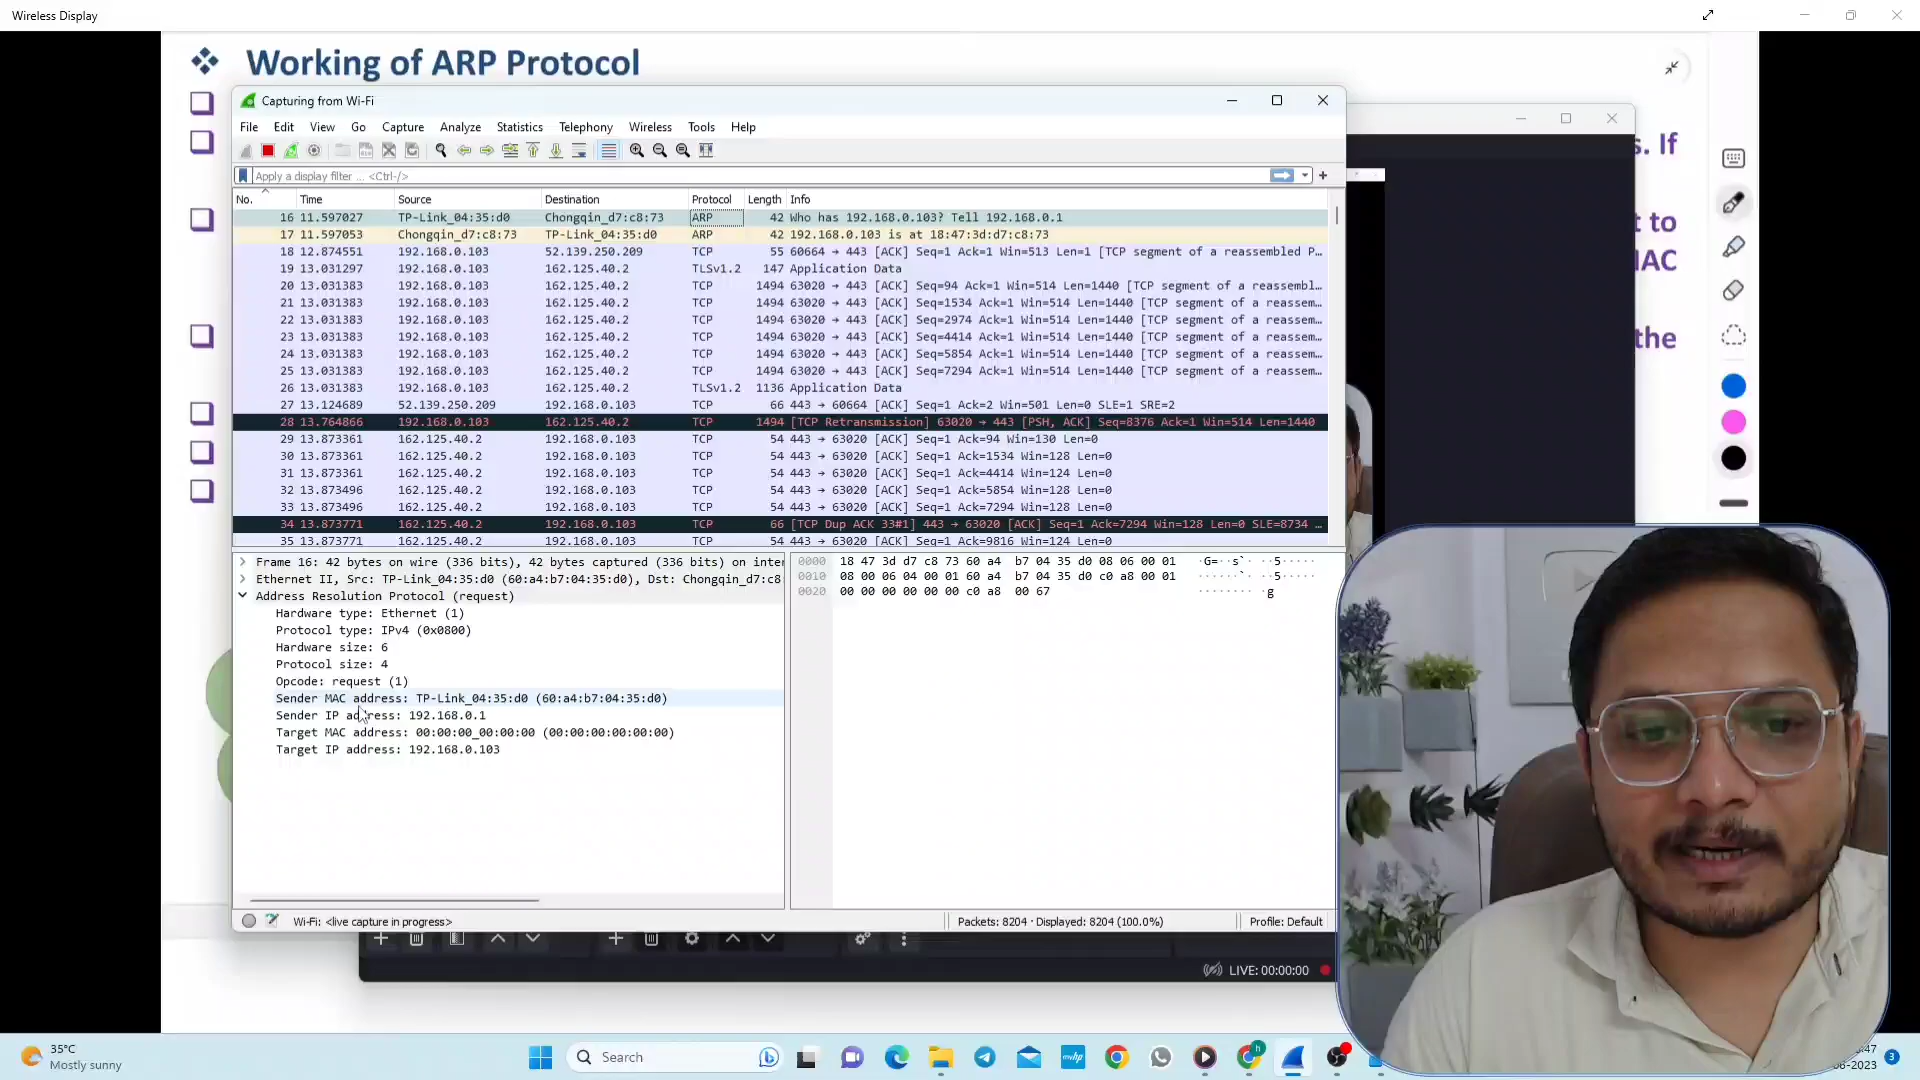 Wireless Display
Working of ARP Protocol
s. If
t to
IAC
the
Capturing from Wi-Fi
File Edit View Go Capture Analyze Statistics Telephony Wireless Tools Help
Apply a display filter ... <Ctrl-/>
No. Time Source Destination Protocol Length Info
16 11.597027 TP-Link_04:35:d0 Chongqin_d7:c8:73 ARP 42 Who has 192.168.0.103? Tell 192.168.0.1
17 11.597053 Chongqin_d7:c8:73 TP-Link_04:35:d0 ARP 42 192.168.0.103 is at 18:47:3d:d7:c8:73
18 12.874551 192.168.0.103 52.139.250.209 TCP 55 60664 → 443 [ACK] Seq=1 Ack=1 Win=513 Len=1 [TCP segment of a reassembled P…
19 13.031297 192.168.0.103 162.125.40.2 TLSv1.2 147 Application Data
20 13.031383 192.168.0.103 162.125.40.2 TCP 1494 63020 → 443 [ACK] Seq=94 Ack=1 Win=514 Len=1440 [TCP segment of a reassembl…
21 13.031383 192.168.0.103 162.125.40.2 TCP 1494 63020 → 443 [ACK] Seq=1534 Ack=1 Win=514 Len=1440 [TCP segment of a reassem…
22 13.031383 192.168.0.103 162.125.40.2 TCP 1494 63020 → 443 [ACK] Seq=2974 Ack=1 Win=514 Len=1440 [TCP segment of a reassem…
23 13.031383 192.168.0.103 162.125.40.2 TCP 1494 63020 → 443 [ACK] Seq=4414 Ack=1 Win=514 Len=1440 [TCP segment of a reassem…
24 13.031383 192.168.0.103 162.125.40.2 TCP 1494 63020 → 443 [ACK] Seq=5854 Ack=1 Win=514 Len=1440 [TCP segment of a reassem…
25 13.031383 192.168.0.103 162.125.40.2 TCP 1494 63020 → 443 [ACK] Seq=7294 Ack=1 Win=514 Len=1440 [TCP segment of a reassem…
26 13.031383 192.168.0.103 162.125.40.2 TLSv1.2 1136 Application Data
27 13.124689 52.139.250.209 192.168.0.103 TCP 66 443 → 60664 [ACK] Seq=1 Ack=2 Win=501 Len=0 SLE=1 SRE=2
28 13.764866 192.168.0.103 162.125.40.2 TCP 1494 [TCP Retransmission] 63020 → 443 [PSH, ACK] Seq=8376 Ack=1 Win=514 Len=1440
29 13.873361 162.125.40.2 192.168.0.103 TCP 54 443 → 63020 [ACK] Seq=1 Ack=94 Win=130 Len=0
30 13.873361 162.125.40.2 192.168.0.103 TCP 54 443 → 63020 [ACK] Seq=1 Ack=1534 Win=128 Len=0
31 13.873361 162.125.40.2 192.168.0.103 TCP 54 443 → 63020 [ACK] Seq=1 Ack=4414 Win=124 Len=0
32 13.873496 162.125.40.2 192.168.0.103 TCP 54 443 → 63020 [ACK] Seq=1 Ack=5854 Win=128 Len=0
33 13.873496 162.125.40.2 192.168.0.103 TCP 54 443 → 63020 [ACK] Seq=1 Ack=7294 Win=128 Len=0
34 13.873771 162.125.40.2 192.168.0.103 TCP 66 [TCP Dup ACK 33#1] 443 → 63020 [ACK] Seq=1 Ack=7294 Win=128 Len=0 SLE=8734 …
35 13.873771 162.125.40.2 192.168.0.103 TCP 54 443 → 63020 [ACK] Seq=1 Ack=9816 Win=124 Len=0
Frame 16: 42 bytes on wire (336 bits), 42 bytes captured (336 bits) on inter
Ethernet II, Src: TP-Link_04:35:d0 (60:a4:b7:04:35:d0), Dst: Chongqin_d7:c8
Address Resolution Protocol (request)
Hardware type: Ethernet (1)
Protocol type: IPv4 (0x0800)
Hardware size: 6
Protocol size: 4
Opcode: request (1)
Sender MAC address: TP-Link_04:35:d0 (60:a4:b7:04:35:d0)
Sender IP address: 192.168.0.1
Target MAC address: 00:00:00_00:00:00 (00:00:00:00:00:00)
Target IP address: 192.168.0.103
0000 18 47 3d d7 c8 73 60 a4 b7 04 35 d0 08 06 00 01 ·G=··s`· ··5·····
0010 08 00 06 04 00 01 60 a4 b7 04 35 d0 c0 a8 00 01 ······`· ··5·····
0020 00 00 00 00 00 00 c0 a8 00 67 ········ ·g
Wi-Fi: <live capture in progress> Packets: 8204 · Displayed: 8204 (100.0%) Profile: Default
LIVE: 00:00:00
35°C
Mostly sunny
Search
myhp
h
:47
-2023
3